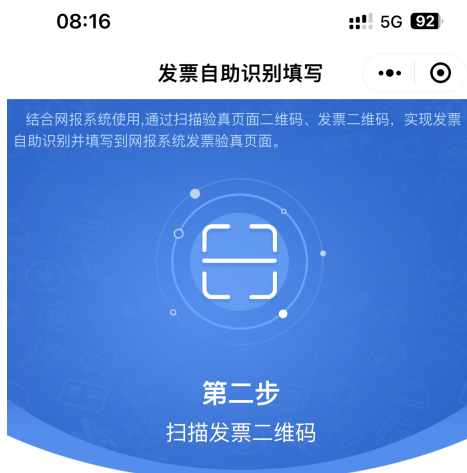 08:16
5G 92
发票自助识别填写
结合网报系统使用,通过扫描验真页面二维码、发票二维码，实现发票
自助识别并填写到网报系统发票验真页面。
第二步
扫描发票二维码